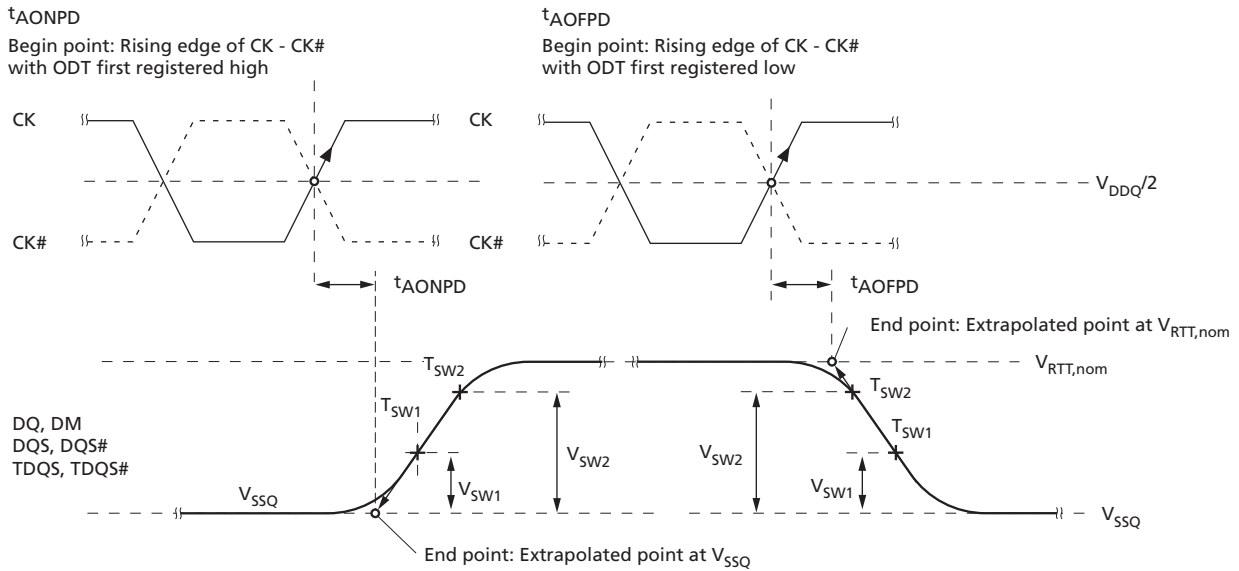 tAONPD
Begin point: Rising edge of CK - CK#
with ODT first registered high
tAOFPD
Begin point: Rising edge of CK - CK#
with ODT first registered low
CK
CK
VDDQ/2
CK#
CK#
tAONPD
tAOFPD
End point: Extrapolated point at VRTT,nom
VRTT,nom
TSW2
TSW2
TSW1
TSW1
DQ, DM
DQS, DQS#
TDQS, TDQS#
VSW2
VSW2
VSW1
VSW1
VSSQ
VSSQ
End point: Extrapolated point at VSSQ